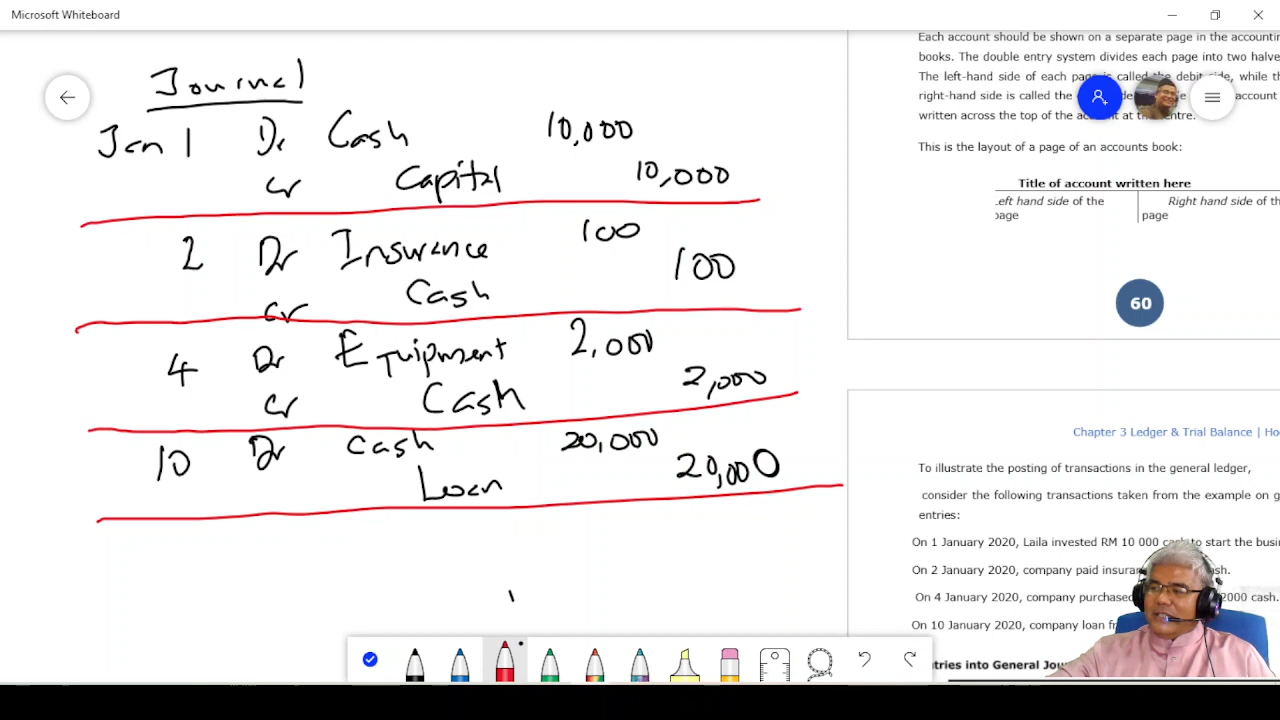 Microsoft Whiteboard
Journal
Jan 1 Dr Cash 10,000
Cr Capital 10,000
2 Dr Insurance 100
Cr Cash 100
4 Dr Equipment 2,000
Cr Cash 2,000
10 Dr Cash 20,000
Loan 20,000
Each account should be shown on a separate page in the accountin
books. The double entry system divides each page into two halve
The left-hand side of each page is called the debit side, while th
right-hand side is called the account
written across the top of the at the centre.
This is the layout of a page of an accounts book:
Title of account written here
Left hand side of the
page
Right hand side of th
page
60
Chapter 3 Ledger & Trial Balance | Ho
To illustrate the posting of transactions in the general ledger,
consider the following transactions taken from the example on g
entries:
On 1 January 2020, Laila invested RM 10 000 cash to start the busi
On 2 January 2020, company paid insuran sh.
On 4 January 2020, company purchased 2000 cash.
On 10 January 2020, company loan fr
ntries into General Jour